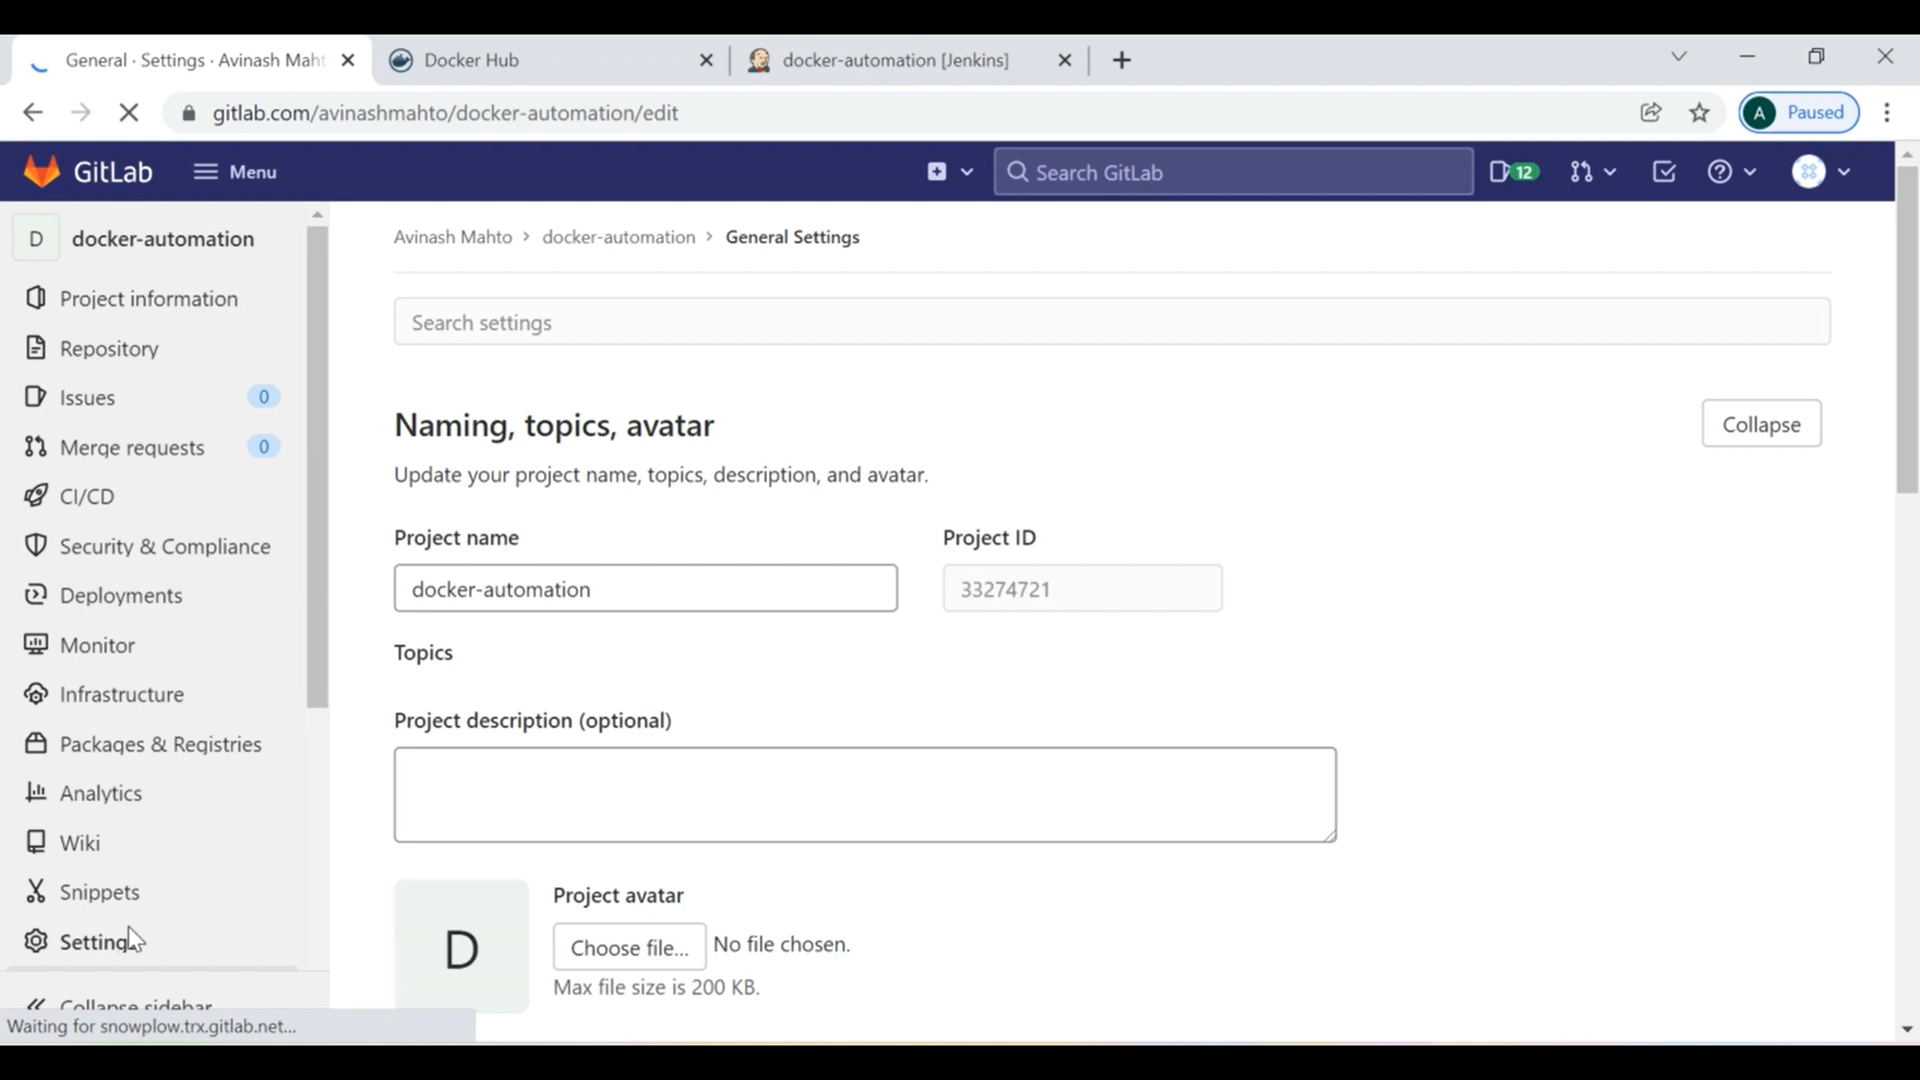 General · Settings · Avinash Maht
Docker Hub
docker-automation [Jenkins]
gitlab.com/avinashmahto/docker-automation/edit
A
Paused
GitLab
Menu
Search GitLab
12
D
docker-automation
Project information
Repository
Issues
0
Merge requests
0
CI/CD
Security & Compliance
Deployments
Monitor
Infrastructure
Packages & Registries
Analytics
Wiki
Snippets
Setting
Collapse sidebar
Waiting for snowplow.trx.gitlab.net...
Avinash Mahto › docker-automation › General Settings
Search settings
Naming, topics, avatar
Collapse
Update your project name, topics, description, and avatar.
Project name
Project ID
docker-automation
33274721
Topics
Project description (optional)
D
Project avatar
Choose file...
No file chosen.
Max file size is 200 KB.